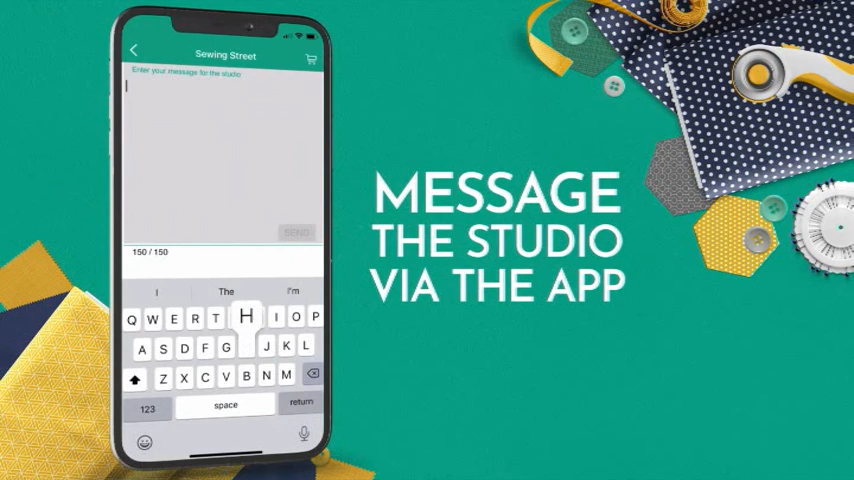 Sewing Street
Enter your message for the studio
SEND
150 / 150
I The I'm
Q W E R T H I O P
A S D F G J K L
Z X C V B N M
123 space return
MESSAGE
THE STUDIO
VIA THE APP